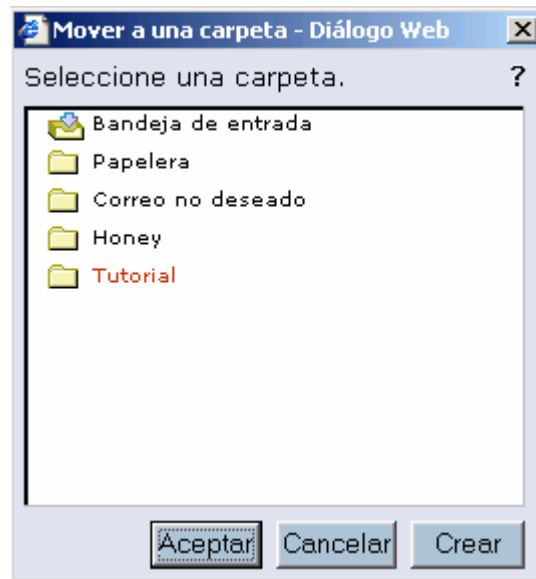 Mover a una carpeta - Diálogo Web
Seleccione una carpeta. ?
Bandeja de entrada
Papelera
Correo no deseado
Honey
Tutorial
Aceptar Cancelar Crear